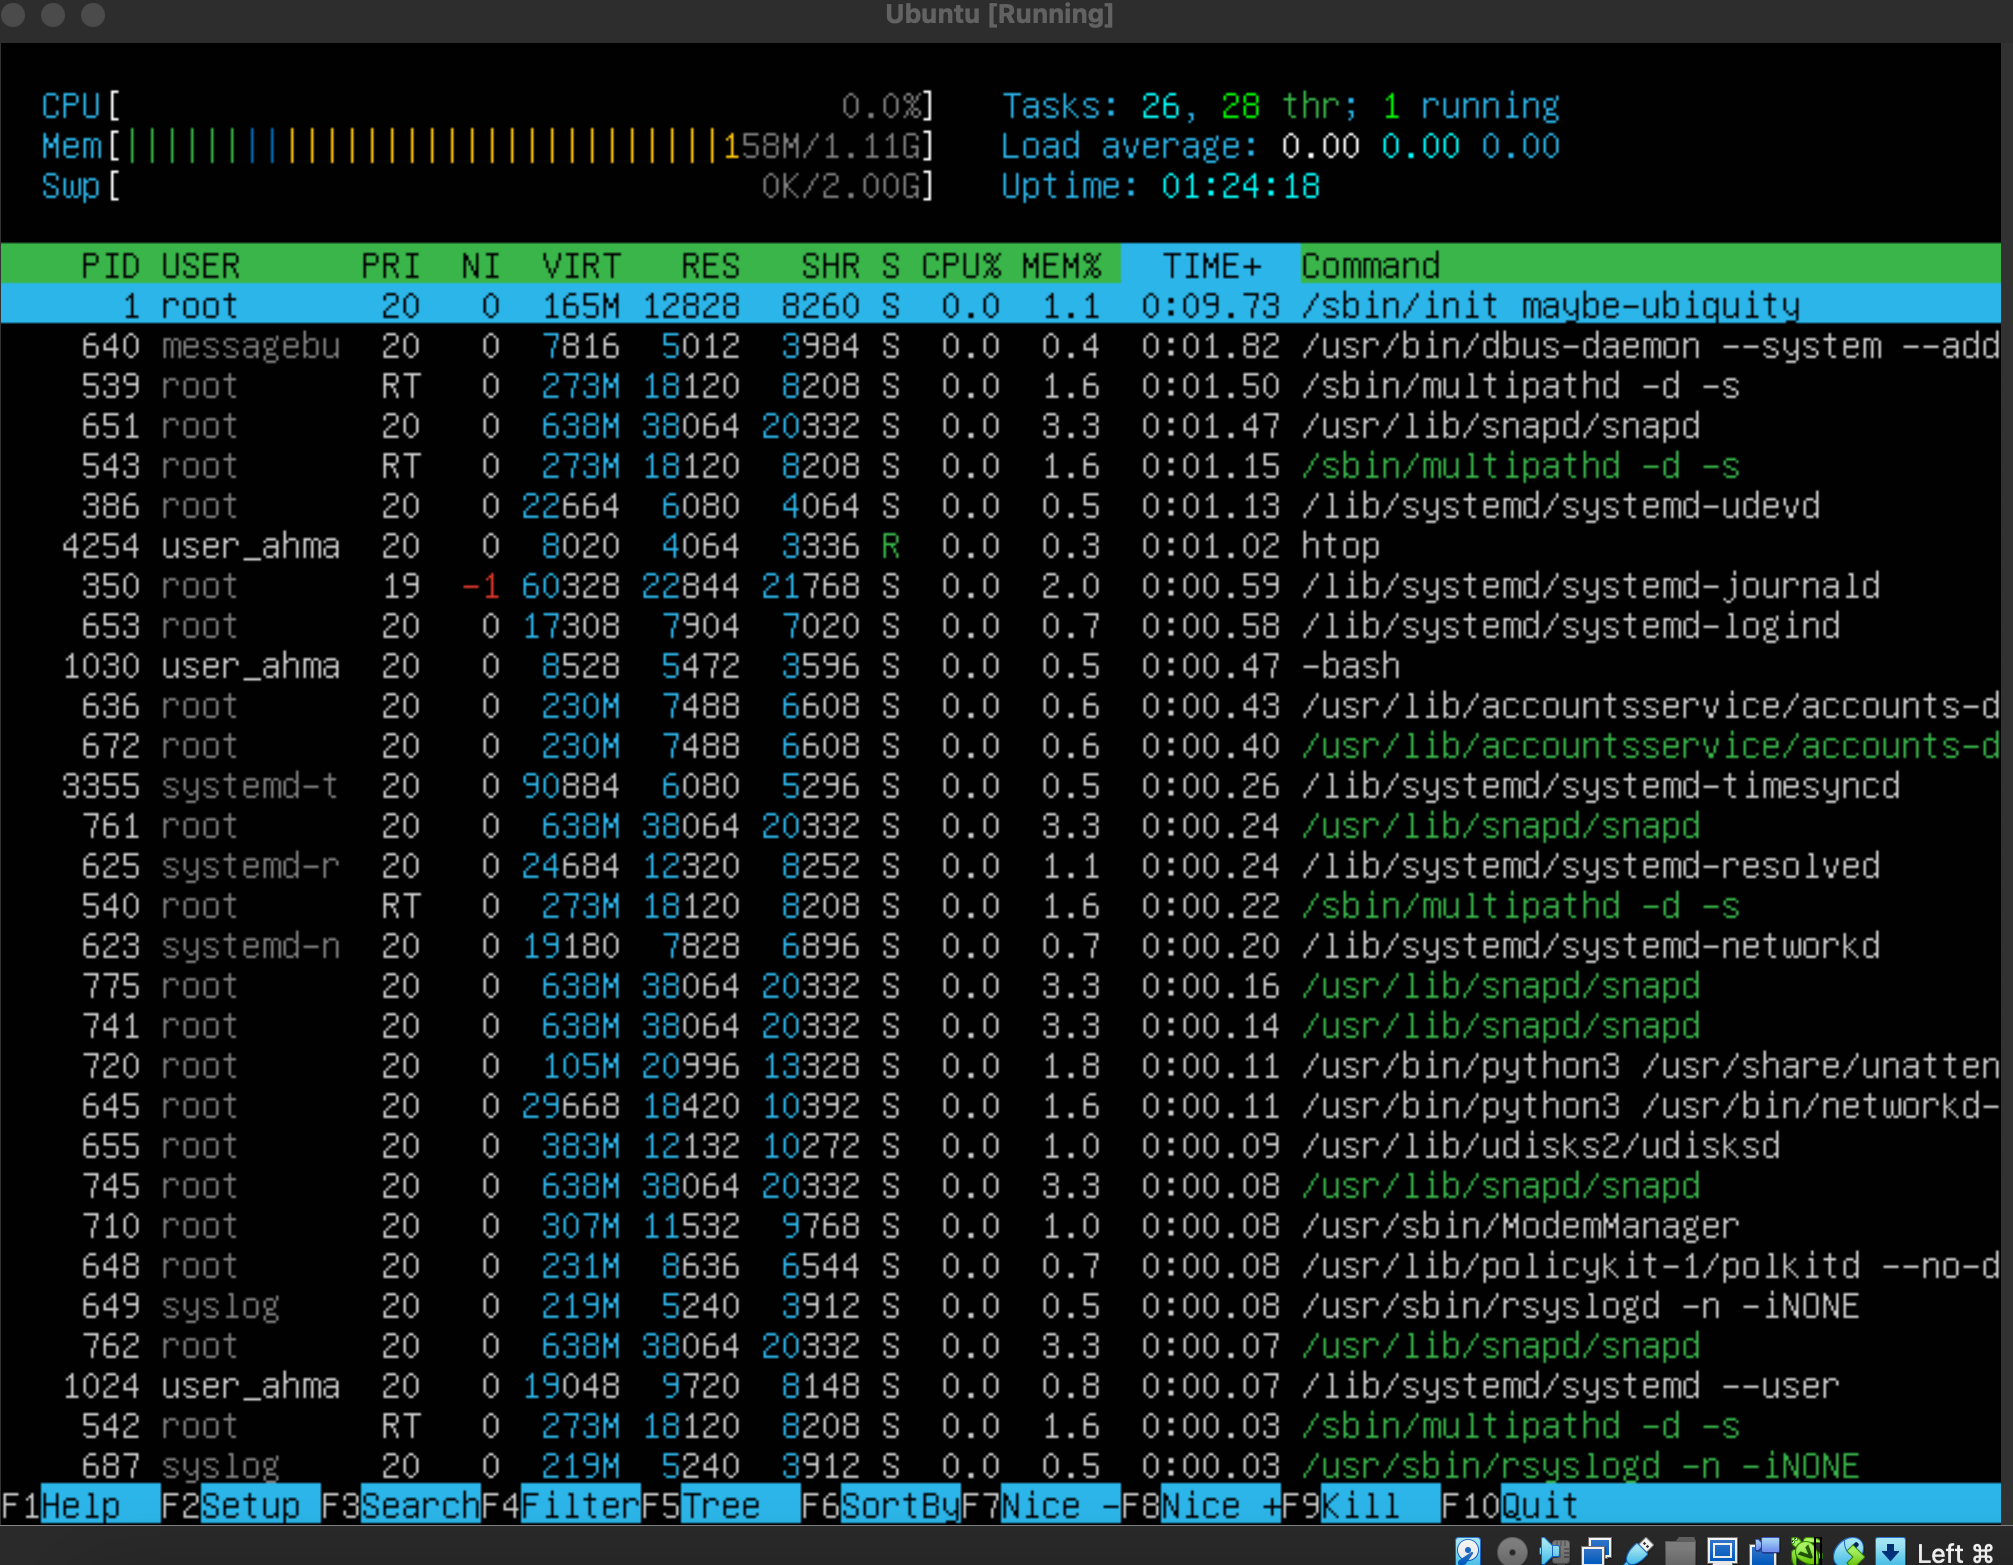 Ubuntu [Running]
CPU[ 0.0%] Tasks: 26, 28 thr; 1 running
Mem[||||||||||||||||||||||||||||||158M/1.11G] Load average: 0.00 0.00 0.00
Swp[ 0K/2.00G] Uptime: 01:24:18
PID USER PRI NI VIRT RES SHR S CPU% MEM% TIME+ Command
1 root 20 0 165M 12828 8260 S 0.0 1.1 0:09.73 /sbin/init maybe-ubiquity
640 messagebu 20 0 7816 5012 3984 S 0.0 0.4 0:01.82 /usr/bin/dbus-daemon --system --add
539 root RT 0 273M 18120 8208 S 0.0 1.6 0:01.50 /sbin/multipathd -d -s
651 root 20 0 638M 38064 20332 S 0.0 3.3 0:01.47 /usr/lib/snapd/snapd
543 root RT 0 273M 18120 8208 S 0.0 1.6 0:01.15 /sbin/multipathd -d -s
386 root 20 0 22664 6080 4064 S 0.0 0.5 0:01.13 /lib/systemd/systemd-udevd
4254 user_ahma 20 0 8020 4064 3336 R 0.0 0.3 0:01.02 htop
350 root 19 -1 60328 22844 21768 S 0.0 2.0 0:00.59 /lib/systemd/systemd-journald
653 root 20 0 17308 7904 7020 S 0.0 0.7 0:00.58 /lib/systemd/systemd-logind
1030 user_ahma 20 0 8528 5472 3596 S 0.0 0.5 0:00.47 -bash
636 root 20 0 230M 7488 6608 S 0.0 0.6 0:00.43 /usr/lib/accountsservice/accounts-d
672 root 20 0 230M 7488 6608 S 0.0 0.6 0:00.40 /usr/lib/accountsservice/accounts-d
3355 systemd-t 20 0 90884 6080 5296 S 0.0 0.5 0:00.26 /lib/systemd/systemd-timesyncd
761 root 20 0 638M 38064 20332 S 0.0 3.3 0:00.24 /usr/lib/snapd/snapd
625 systemd-r 20 0 24684 12320 8252 S 0.0 1.1 0:00.24 /lib/systemd/systemd-resolved
540 root RT 0 273M 18120 8208 S 0.0 1.6 0:00.22 /sbin/multipathd -d -s
623 systemd-n 20 0 19180 7828 6896 S 0.0 0.7 0:00.20 /lib/systemd/systemd-networkd
775 root 20 0 638M 38064 20332 S 0.0 3.3 0:00.16 /usr/lib/snapd/snapd
741 root 20 0 638M 38064 20332 S 0.0 3.3 0:00.14 /usr/lib/snapd/snapd
720 root 20 0 105M 20996 13328 S 0.0 1.8 0:00.11 /usr/bin/python3 /usr/share/unatten
645 root 20 0 29668 18420 10392 S 0.0 1.6 0:00.11 /usr/bin/python3 /usr/bin/networkd-
655 root 20 0 383M 12132 10272 S 0.0 1.0 0:00.09 /usr/lib/udisks2/udisksd
745 root 20 0 638M 38064 20332 S 0.0 3.3 0:00.08 /usr/lib/snapd/snapd
710 root 20 0 307M 11532 9768 S 0.0 1.0 0:00.08 /usr/sbin/ModemManager
648 root 20 0 231M 8636 6544 S 0.0 0.7 0:00.08 /usr/lib/policykit-1/polkitd --no-d
649 syslog 20 0 219M 5240 3912 S 0.0 0.5 0:00.08 /usr/sbin/rsyslogd -n -iNONE
762 root 20 0 638M 38064 20332 S 0.0 3.3 0:00.07 /usr/lib/snapd/snapd
1024 user_ahma 20 0 19048 9720 8148 S 0.0 0.8 0:00.07 /lib/systemd/systemd --user
542 root RT 0 273M 18120 8208 S 0.0 1.6 0:00.03 /sbin/multipathd -d -s
687 syslog 20 0 219M 5240 3912 S 0.0 0.5 0:00.03 /usr/sbin/rsyslogd -n -iNONE
F1Help F2Setup F3SearchF4FilterF5Tree F6SortByF7Nice -F8Nice +F9Kill F10Quit
Left ⌘